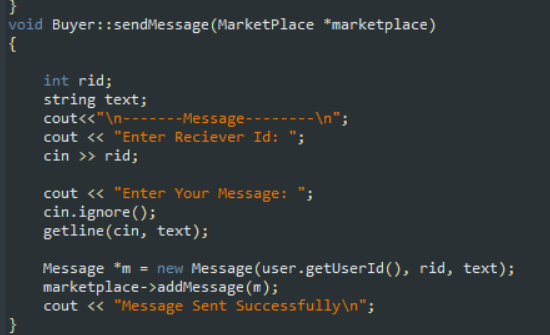 }
void Buyer::sendMessage(MarketPlace *marketplace)
{
int rid;
string text;
cout<<"\n-------Message--------\n";
cout << "Enter Reciever Id: ";
cin >> rid;
cout << "Enter Your Message: ";
cin.ignore();
getline(cin, text);
Message *m = new Message(user.getUserId(), rid, text);
marketplace->addMessage(m);
cout << "Message Sent Successfully\n";
}